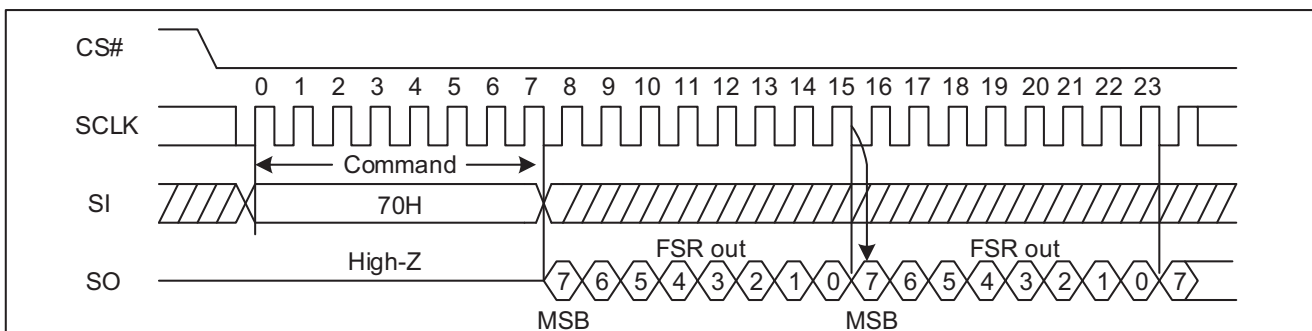 CS#
0 1 2 3 4 5 6 7 8 9 10 11 12 13 14 15 16 17 18 19 20 21 22 23
SCLK
Command
SI
70H
High-Z
FSR out
FSR out
SO
7 6 5 4 3 2 1 0 7 6 5 4 3 2 1 0 7
MSB
MSB